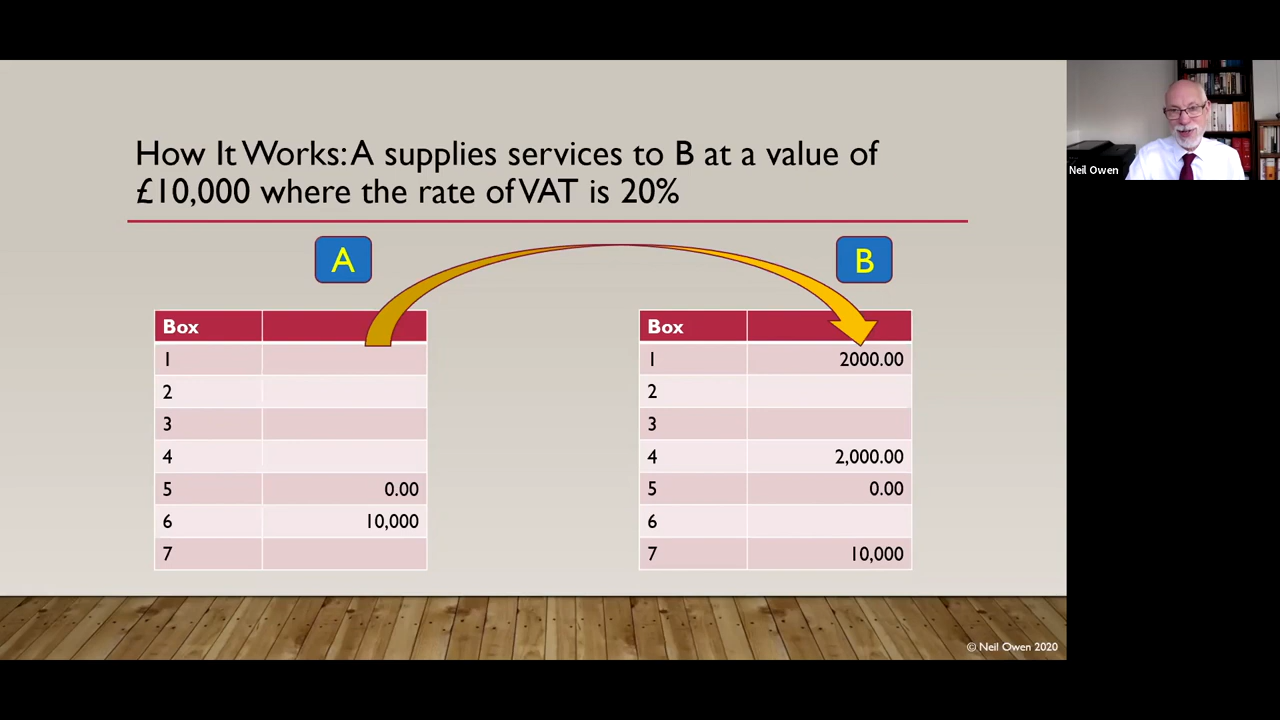 How It Works: A supplies services to B at a value of
£10,000 where the rate of VAT is 20%
A
B
Box
1
2
3
4
5 0.00
6 10,000
7
Box
1 2000.00
2
3
4 2,000.00
5 0.00
6
7 10,000
© Neil Owen 2020
Neil Owen